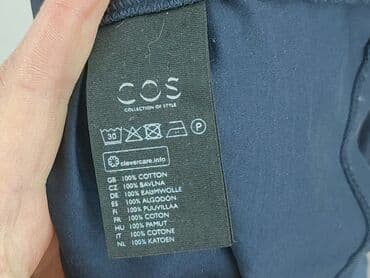 COS
COLLECTION OF STYLE
30 P
clevercare.info
GB 100% COTTON
CZ 100% BAVLNA
DE 100% BAUMWOLLE
ES 100% ALGODON
FI 100% PUUVILLAA
FR 100% COTON
HU 100% PAMUT
IT 100% COTONE
NL 100% KATOEN